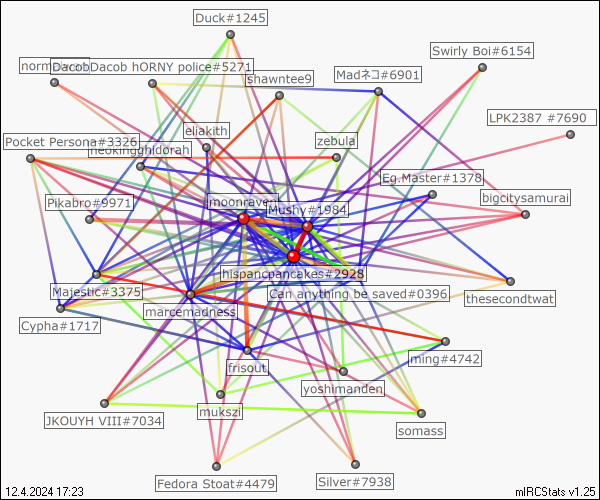 Duck#1245
Swirly Boi#6154
DacobDacob hORNY police#5271
Madネコ#6901
shawntee9
LPK2387 #7690
eliakith
zebula
Pocket Persona#3326
neokingghidorah
Eg.Master#1378
Pikabro#9971
moonraven
Mushy#1984
bigcitysamurai
hispancpancakes#2928
Majestic#3375
Can anything be saved#0396
thesecondtwat
marcemadness
Cypha#1717
frisout
ming#4742
yoshimanden
mukszi
JKOUYH VIII#7034
somass
Fedora Stoat#4479
Silver#7938
12.4.2024 17:23
mIRCStats v1.25